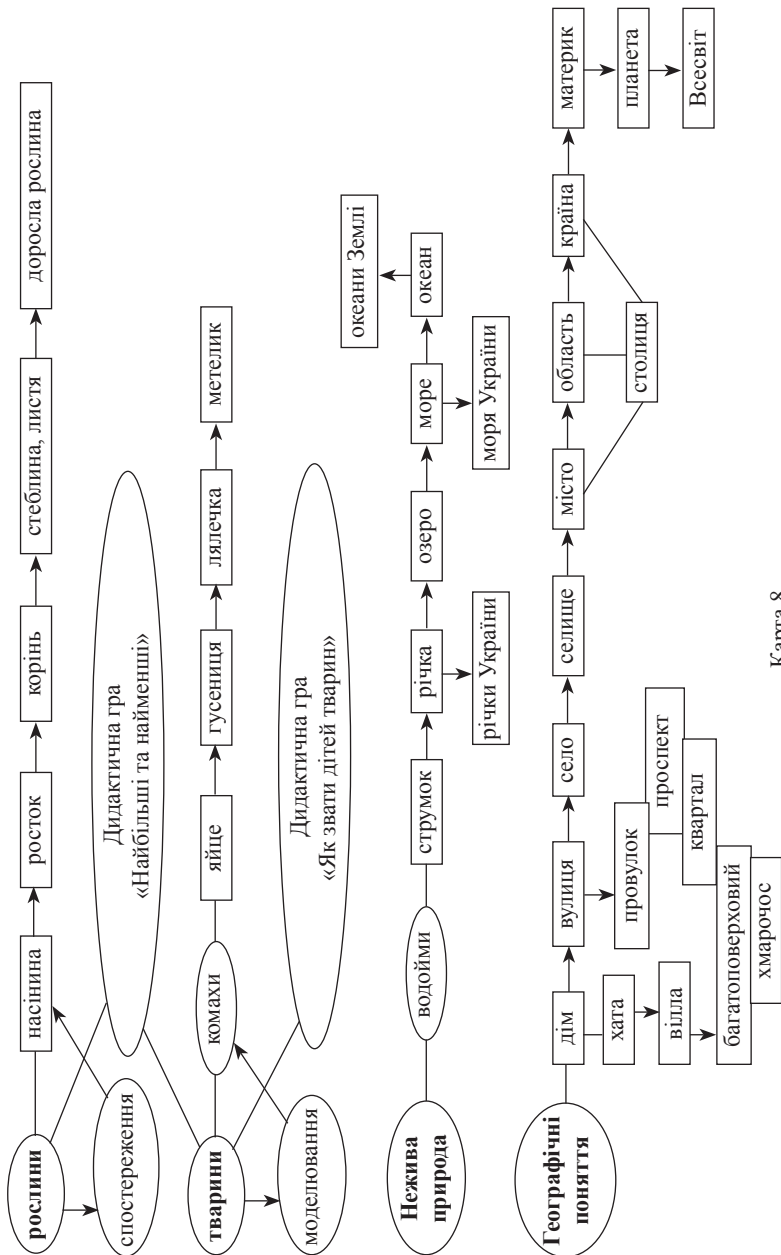 рослини
насінина
росток
корінь
стеблина, листя
доросла рослина
спостереження
Дидактична гра
«Найбільші та найменші»
тварини
комахи
яйце
гусениця
лялечка
метелик
моделювання
Дидактична гра
«Як звати дітей тварин»
Нежива
природа
водойми
струмок
річка
озеро
море
океан
океани Землі
річки України
моря України
Географічні
поняття
дім
вулиця
село
селище
місто
область
країна
материк
хата
вілла
багатоповерховий
хмарочос
провулок
проспект
квартал
столиця
планета
Всесвіт
Карта 8